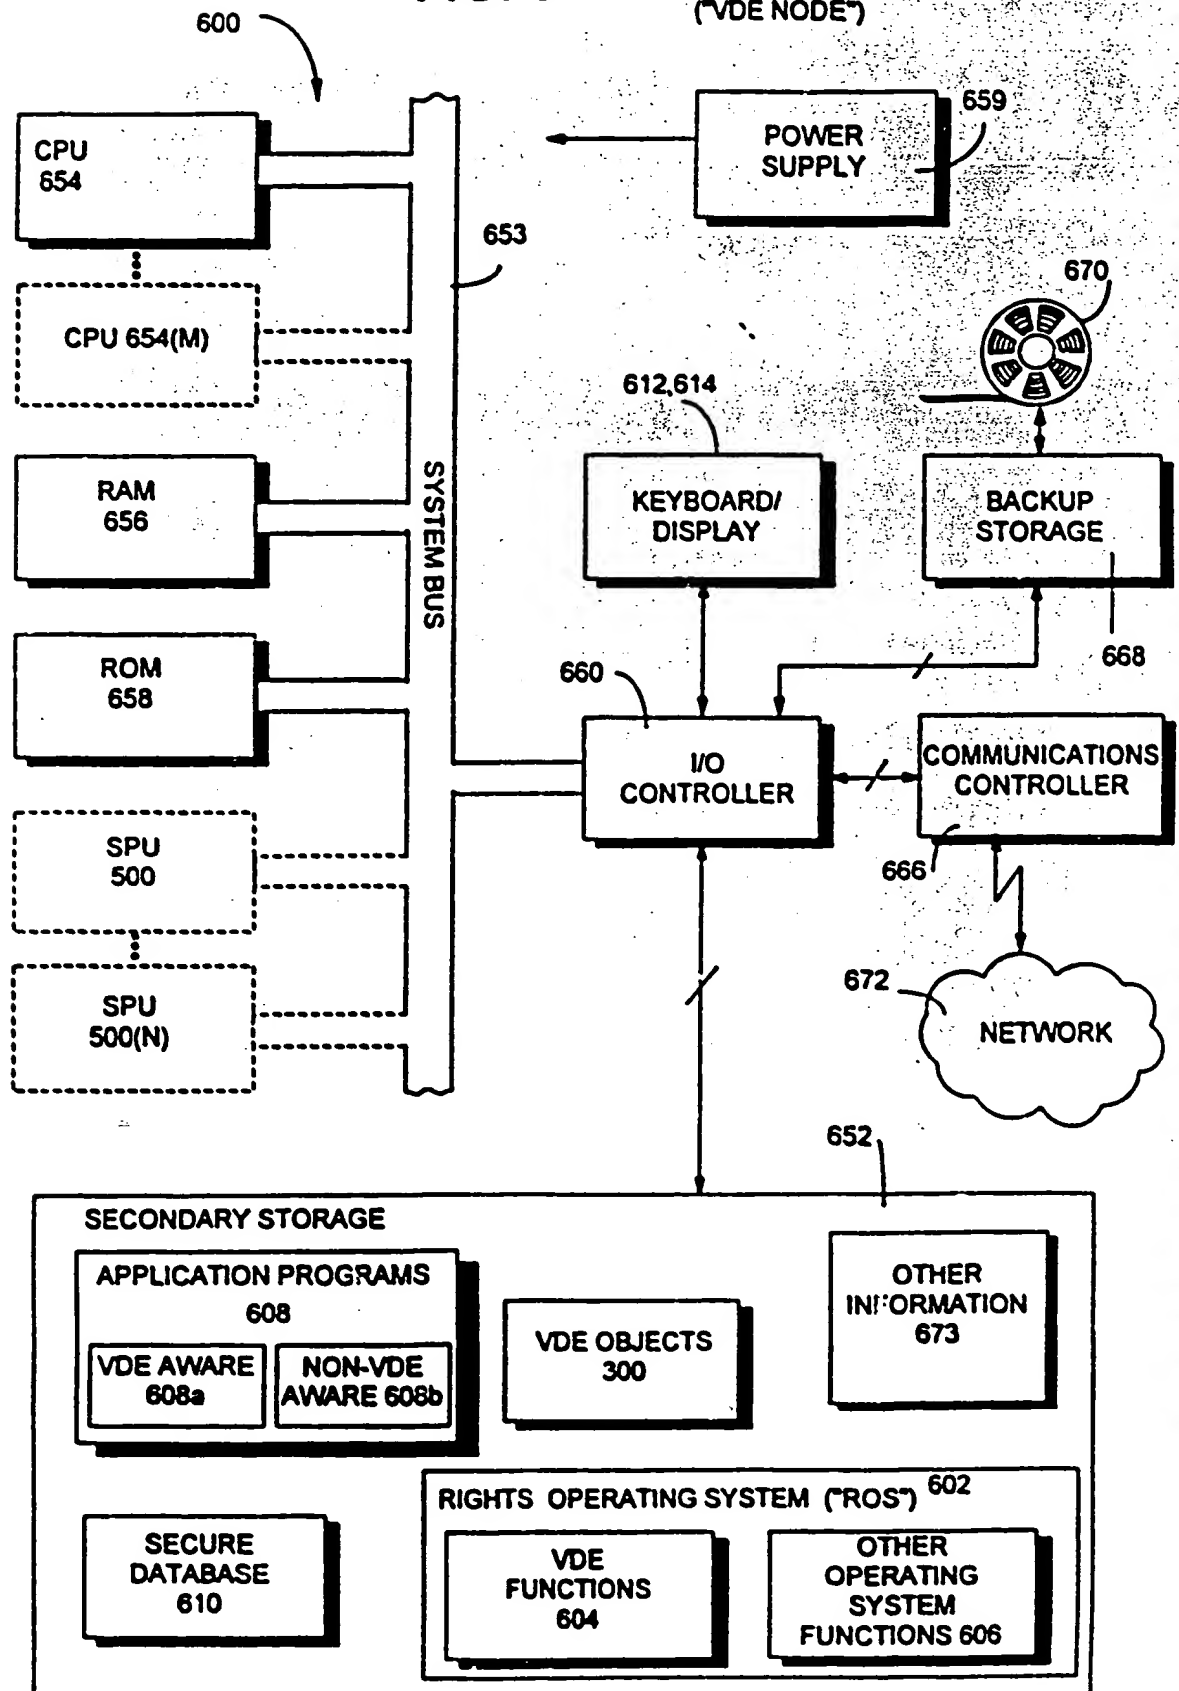 ("VDE NODE")
600
CPU
654
POWER
SUPPLY
659
653
CPU 654(M)
670
612,614
RAM
656
SYSTEM BUS
KEYBOARD/
DISPLAY
BACKUP
STORAGE
668
ROM
658
660
I/O
CONTROLLER
COMMUNICATIONS
CONTROLLER
666
SPU
500
SPU
500(N)
672
NETWORK
652
SECONDARY STORAGE
APPLICATION PROGRAMS
608
VDE AWARE
608a
NON-VDE
AWARE 608b
VDE OBJECTS
300
OTHER
INFORMATION
673
SECURE
DATABASE
610
RIGHTS OPERATING SYSTEM ("ROS") 602
VDE
FUNCTIONS
604
OTHER
OPERATING
SYSTEM
FUNCTIONS 606